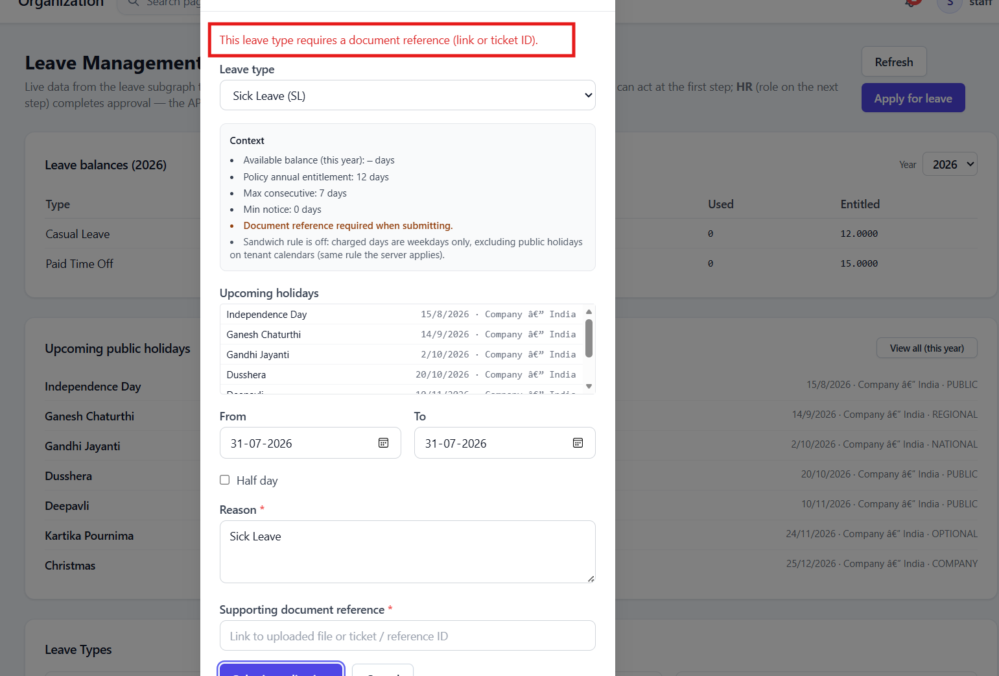 Organization
Search pag
staff
This leave type requires a document reference (link or ticket ID).
Leave Management
Live data from the leave subgraph t
can act at the first step; HR (role on the next
step) completes approval — the AP
Refresh
Apply for leave
Leave type
Sick Leave (SL)
Context
• Available balance (this year): – days
• Policy annual entitlement: 12 days
• Max consecutive: 7 days
• Min notice: 0 days
• Document reference required when submitting.
• Sandwich rule is off: charged days are weekdays only, excluding public holidays
on tenant calendars (same rule the server applies).
Leave balances (2026)
Year 2026
Type Used Entitled
Casual Leave 0 12.0000
Paid Time Off 0 15.0000
Upcoming holidays
Independence Day 15/8/2026 · Company â€” India
Ganesh Chaturthi 14/9/2026 · Company â€” India
Gandhi Jayanti 2/10/2026 · Company â€” India
Dusshera 20/10/2026 · Company â€” India
Deepavli 10/11/2026 · Company â€” India
From
31-07-2026
To
31-07-2026
Half day
Reason *
Sick Leave
Supporting document reference *
Link to uploaded file or ticket / reference ID
Upcoming public holidays
View all (this year)
Independence Day 15/8/2026 · Company â€” India · PUBLIC
Ganesh Chaturthi 14/9/2026 · Company â€” India · REGIONAL
Gandhi Jayanti 2/10/2026 · Company â€” India · NATIONAL
Dusshera 20/10/2026 · Company â€” India · PUBLIC
Deepavli 10/11/2026 · Company â€” India · PUBLIC
Kartika Pournima 24/11/2026 · Company â€” India · OPTIONAL
Christmas 25/12/2026 · Company â€” India · COMPANY
Leave Types